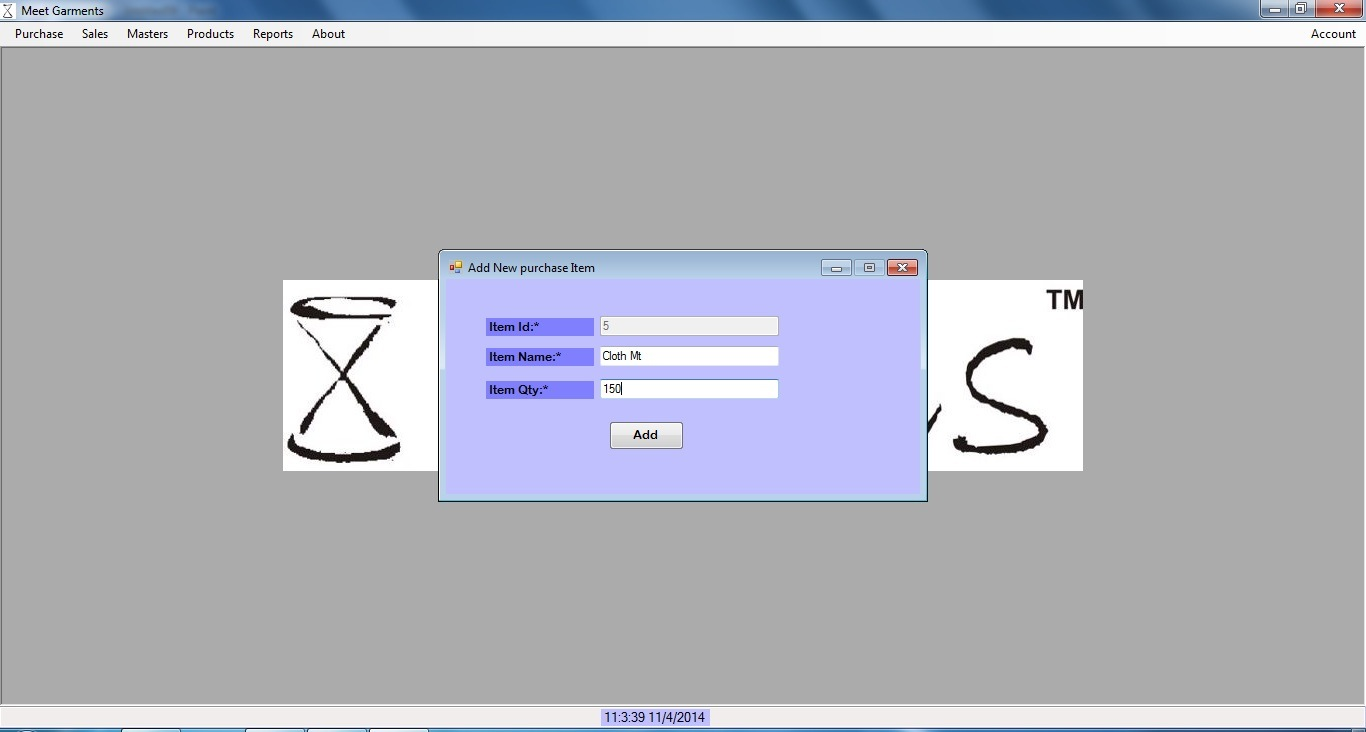 Meet Garments
Purchase Sales Masters Products Reports About Account
Add New purchase Item
TM
Item Id:* 5
Item Name:* Cloth Mt
Item Qty:* 150
S
Add
11:3:39 11/4/2014